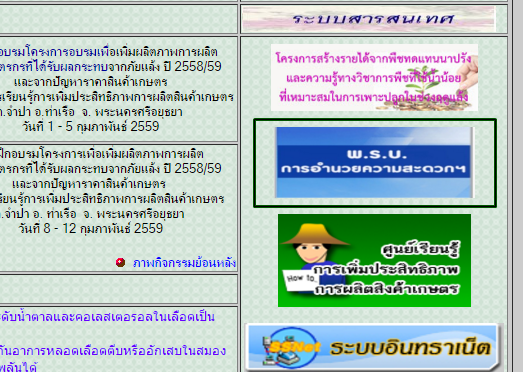 อบรมโครงการอบรมเพื่อเพิ่มผลิตภาพการผลิต
ตรกรที่ได้รับผลกระทบจากภัยแล้ง ปี 2558/59
และจากปัญหาราคาสินค้าเกษตร
เรียนรู้การเพิ่มประสิทธิภาพการผลิตสินค้าเกษตร
จำปา อ.ท่าเรือ จ. พระนครศรีอยุธยา
วันที่ 1 - 5 กุมภาพันธ์ 2559
ฝึกอบรมโครงการเพื่อเพิ่มผลิตภาพการผลิต
ตรกรที่ได้รับผลกระทบจากภัยแล้ง ปี 2558/59
และจากปัญหาราคาสินค้าเกษตร
รียนรู้การเพิ่มประสิทธิภาพการผลิตสินค้าเกษตร
.จำปา อ. ท่าเรือ จ. พระนครศรีอยุธยา
วันที่ 8 - 12 กุมภาพันธ์ 2559
ภาพกิจกรรมย้อนหลัง
ระดับน้ำตาลและคอเลสเตอรอลในเลือดเป็น
กันอาการหลอดเลือดตีบหรืออักเสบในสมอง
พลันได้
ระบบสารสนเทศ
โครงการสร้างรายได้จากพืชทดแทนนาปรัง
และความรู้ทางวิชาการพืชที่ใช้น้ำน้อย
ที่เหมาะสมในการเพาะปลูกในช่วงฤดูแล้ง
พ.ร.บ.
การอำนวยความสะดวกฯ
ศูนย์เรียนรู้
How to.. การเพิ่มประสิทธิภาพ
การผลิตสินค้าเกษตร
ระบบอินทราเน็ต